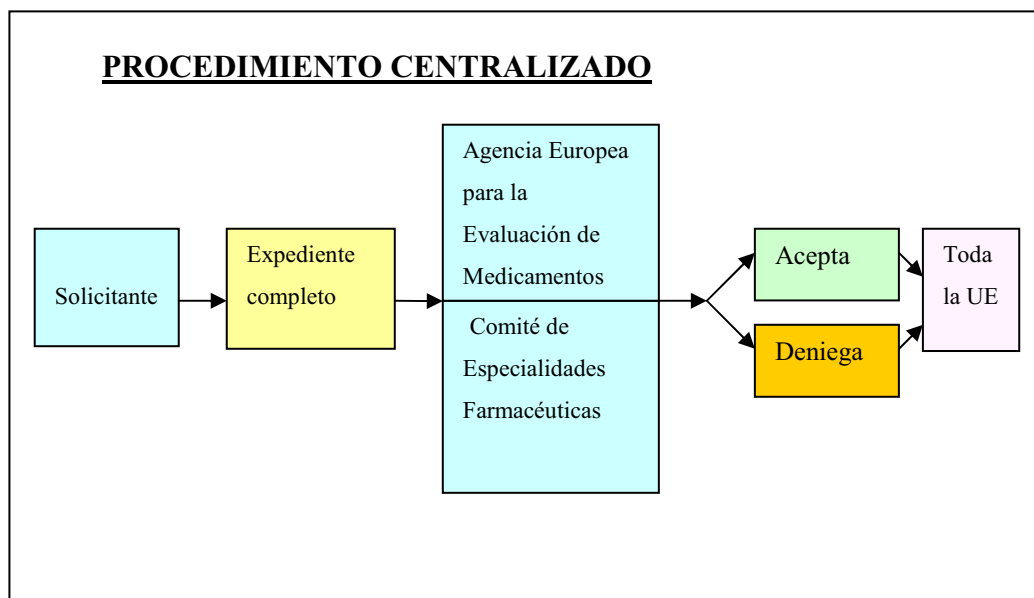 PROCEDIMIENTO CENTRALIZADO
Solicitante
Expediente
completo
Agencia Europea
para la
Evaluación de
Medicamentos
Comité de
Especialidades
Farmacéuticas
Acepta
Deniega
Toda
la UE